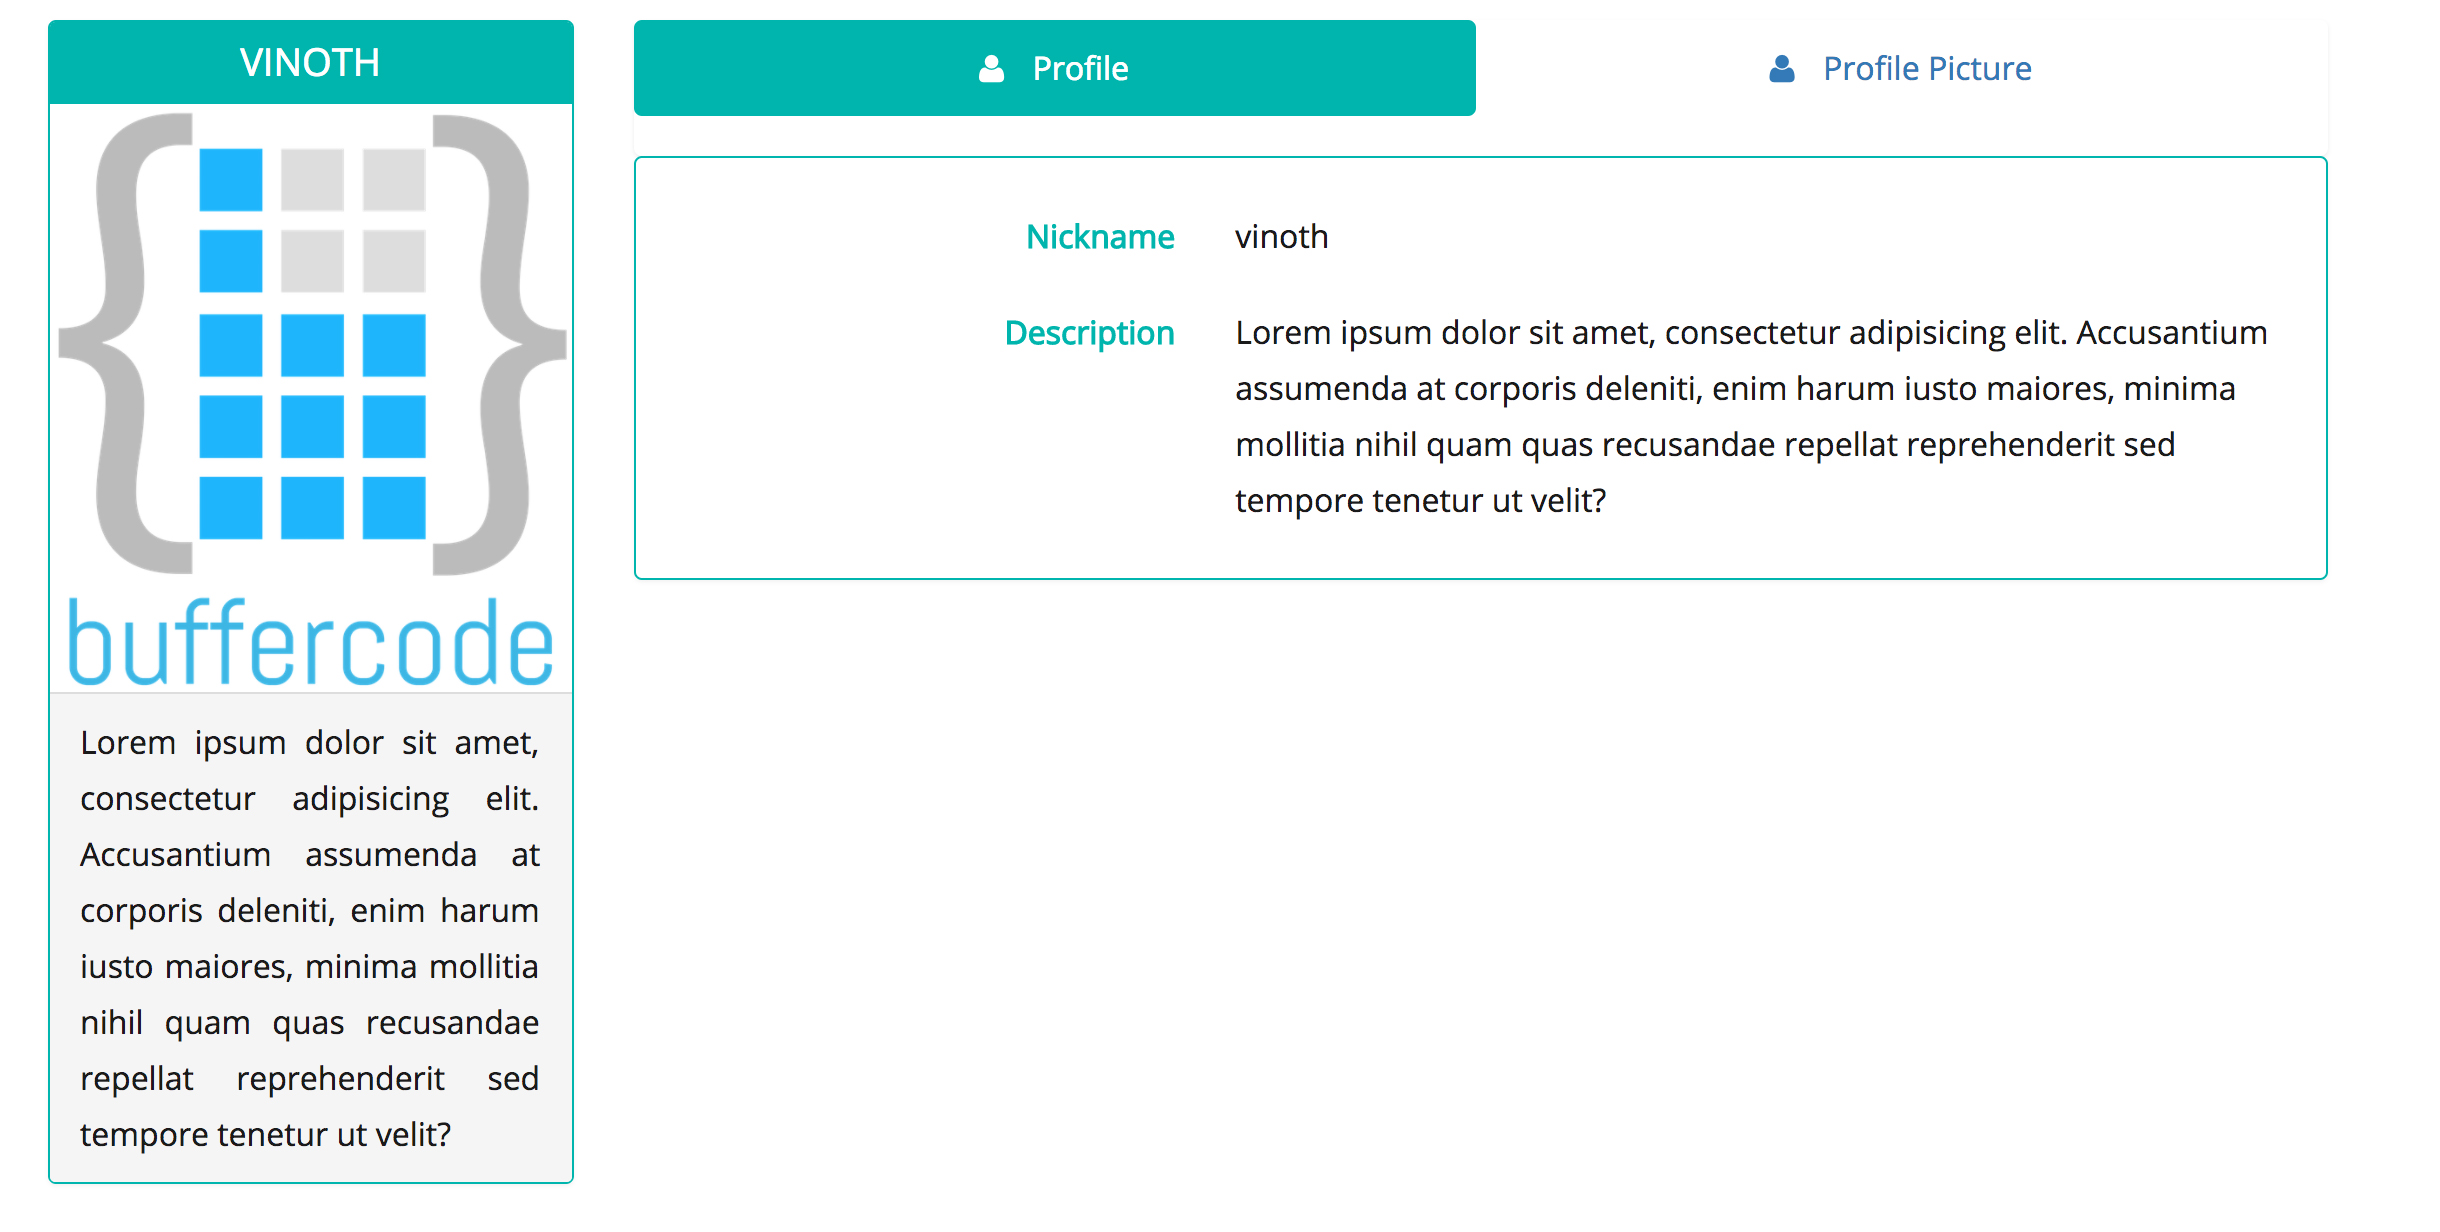 VINOTH
buffercode
Lorem ipsum dolor sit amet,
consectetur adipisicing elit.
Accusantium assumenda at
corporis deleniti, enim harum
iusto maiores, minima mollitia
nihil quam quas recusandae
repellat reprehenderit sed
tempore tenetur ut velit?
Profile
Profile Picture
Nickname vinoth
Description Lorem ipsum dolor sit amet, consectetur adipisicing elit. Accusantium
assumenda at corporis deleniti, enim harum iusto maiores, minima
mollitia nihil quam quas recusandae repellat reprehenderit sed
tempore tenetur ut velit?